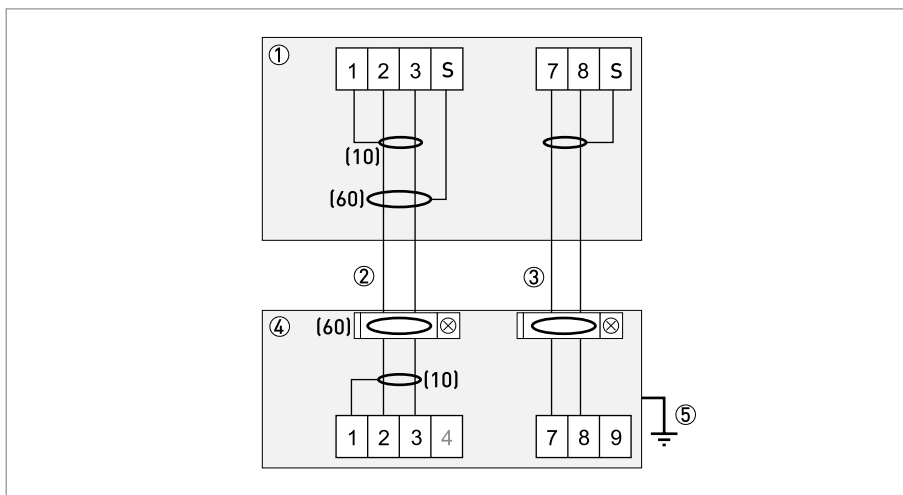 ①
1 2 3 S
7 8 S
(10)
(60)
②
③
④
(60)
(10)
⑤
1 2 3 4
7 8 9